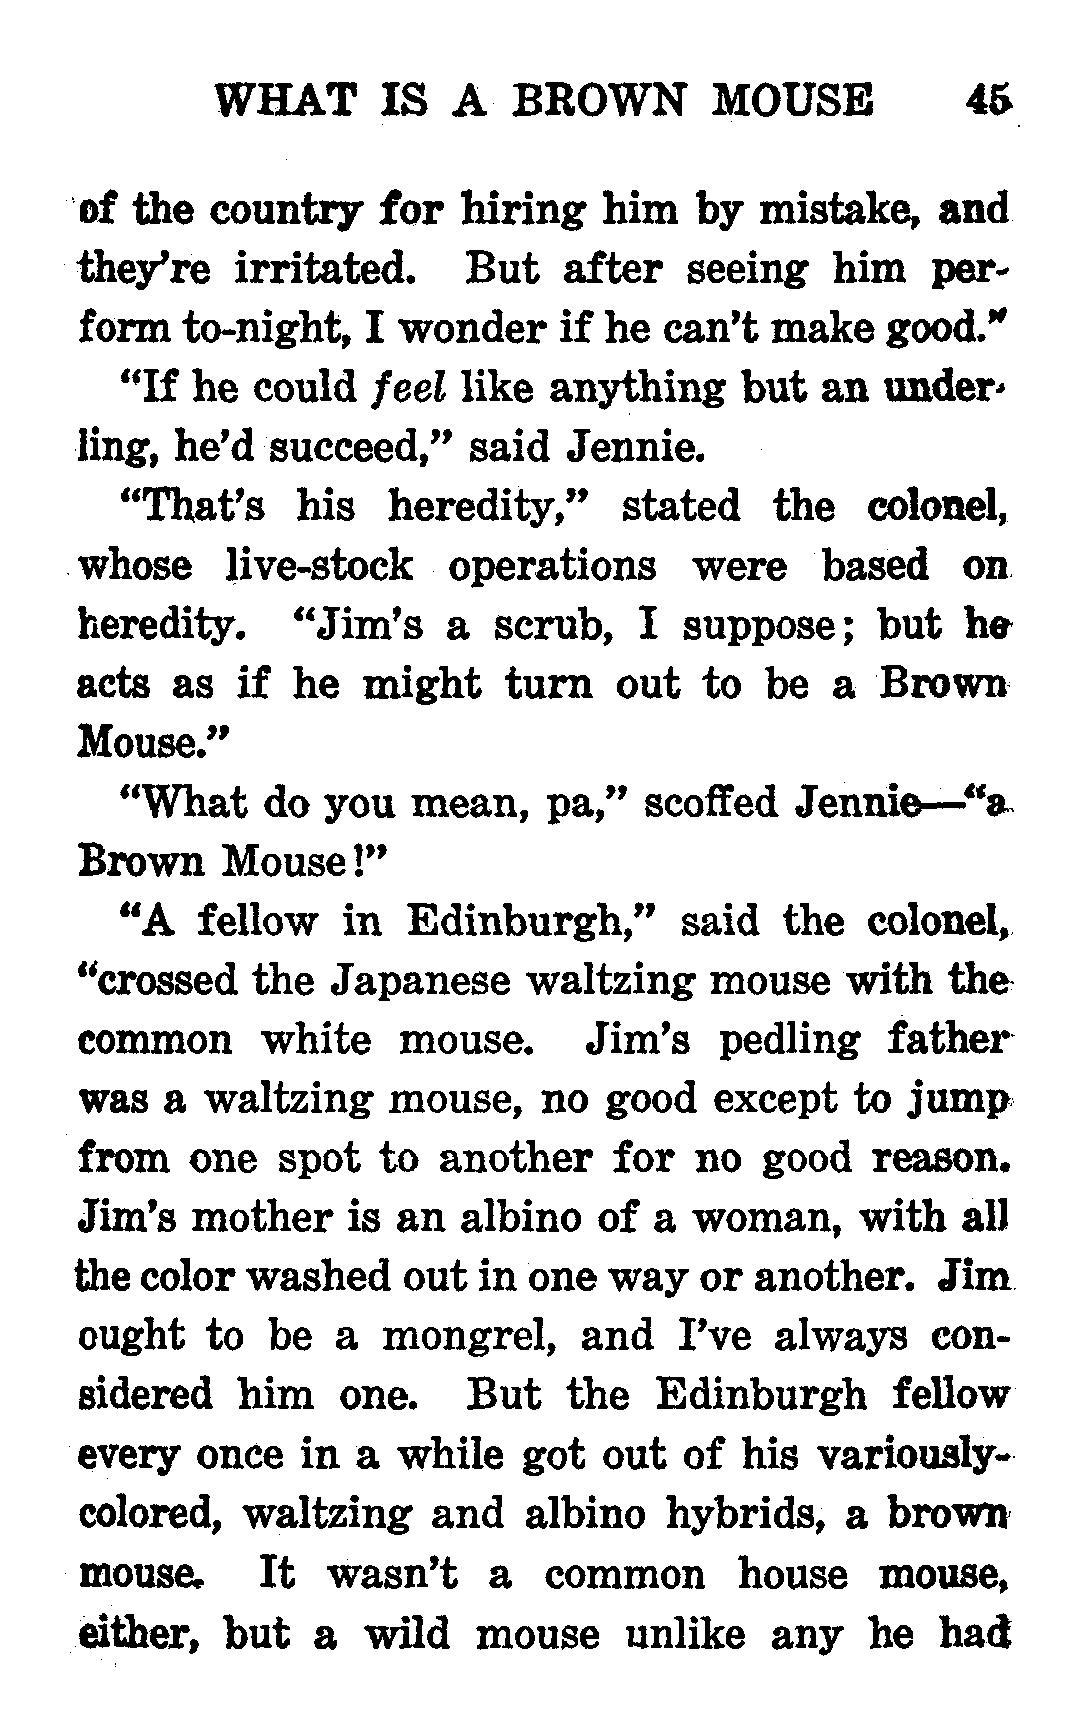 WHAT IS A BROWN MOUSE 45
of the country for hiring him by mistake, and
they're irritated. But after seeing him per-
form to-night, I wonder if he can't make good."
"If he could feel like anything but an under-
ling, he'd succeed," said Jennie.
"That's his heredity," stated the colonel,
whose live-stock operations were based on
heredity. "Jim's a scrub, I suppose; but he
acts as if he might turn out to be a Brown
Mouse."
"What do you mean, pa," scoffed Jennie—"a
Brown Mouse!"
"A fellow in Edinburgh," said the colonel,
"crossed the Japanese waltzing mouse with the
common white mouse. Jim's pedling father
was a waltzing mouse, no good except to jump
from one spot to another for no good reason.
Jim's mother is an albino of a woman, with all
the color washed out in one way or another. Jim
ought to be a mongrel, and I've always con-
sidered him one. But the Edinburgh fellow
every once in a while got out of his variously-
colored, waltzing and albino hybrids, a brown
mouse. It wasn't a common house mouse,
either, but a wild mouse unlike any he had